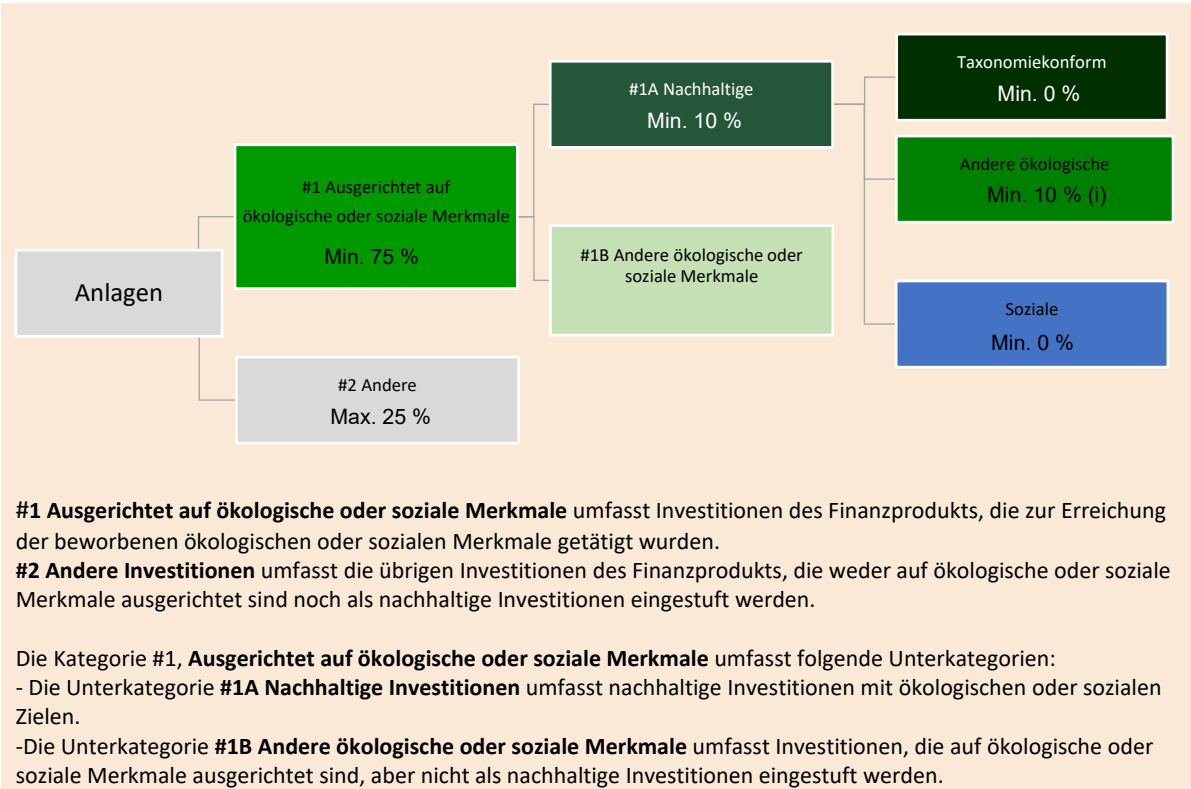 Anlagen
#1 Ausgerichtet auf
ökologische oder soziale Merkmale
Min. 75 %
#2 Andere
Max. 25 %
#1A Nachhaltige
Min. 10 %
#1B Andere ökologische oder
soziale Merkmale
Taxonomiekonform
Min. 0 %
Andere ökologische
Min. 10 % (i)
Soziale
Min. 0 %
#1 Ausgerichtet auf ökologische oder soziale Merkmale umfasst Investitionen des Finanzprodukts, die zur Erreichung
der beworbenen ökologischen oder sozialen Merkmale getätigt wurden.
#2 Andere Investitionen umfasst die übrigen Investitionen des Finanzprodukts, die weder auf ökologische oder soziale
Merkmale ausgerichtet sind noch als nachhaltige Investitionen eingestuft werden.
Die Kategorie #1, Ausgerichtet auf ökologische oder soziale Merkmale umfasst folgende Unterkategorien:
- Die Unterkategorie #1A Nachhaltige Investitionen umfasst nachhaltige Investitionen mit ökologischen oder sozialen
Zielen.
-Die Unterkategorie #1B Andere ökologische oder soziale Merkmale umfasst Investitionen, die auf ökologische oder
soziale Merkmale ausgerichtet sind, aber nicht als nachhaltige Investitionen eingestuft werden.